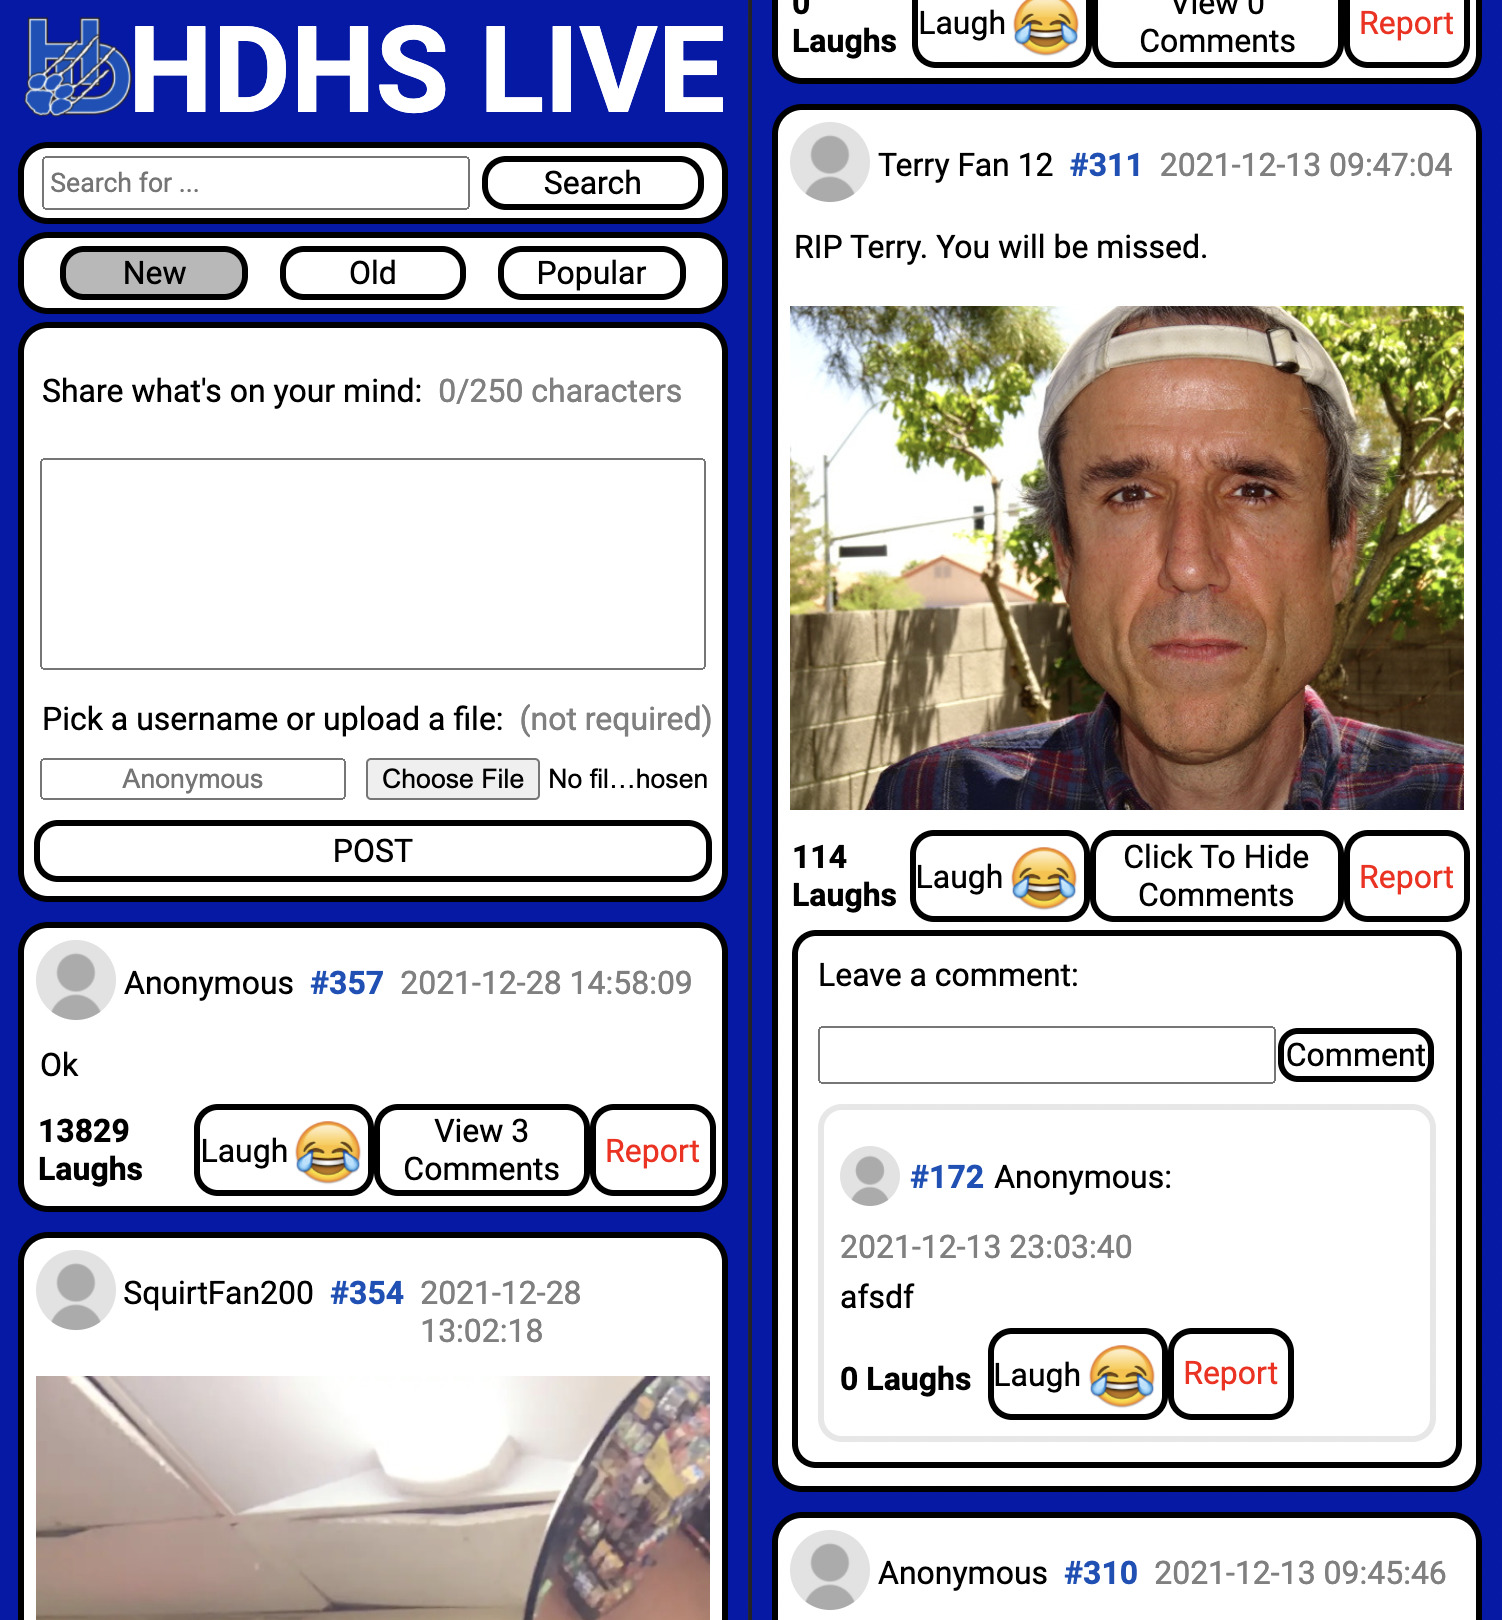 HD
HDHS LIVE
Search for ...
Search
New
Old
Popular
Share what's on your mind: 0/250 characters
Pick a username or upload a file: (not required)
Anonymous
Choose File No fil...hosen
POST
Anonymous #357 2021-12-28 14:58:09
Ok
13829
Laughs
Laugh 😂
View 3
Comments
Report
SquirtFan200 #354 2021-12-28
13:02:18
0
Laughs
Laugh 😂
View 0
Comments
Report
Terry Fan 12 #311 2021-12-13 09:47:04
RIP Terry. You will be missed.
114
Laughs
Laugh 😂
Click To Hide
Comments
Report
Leave a comment:
Comment
#172 Anonymous:
2021-12-13 23:03:40
afsdf
0 Laughs
Laugh 😂
Report
Anonymous #310 2021-12-13 09:45:46